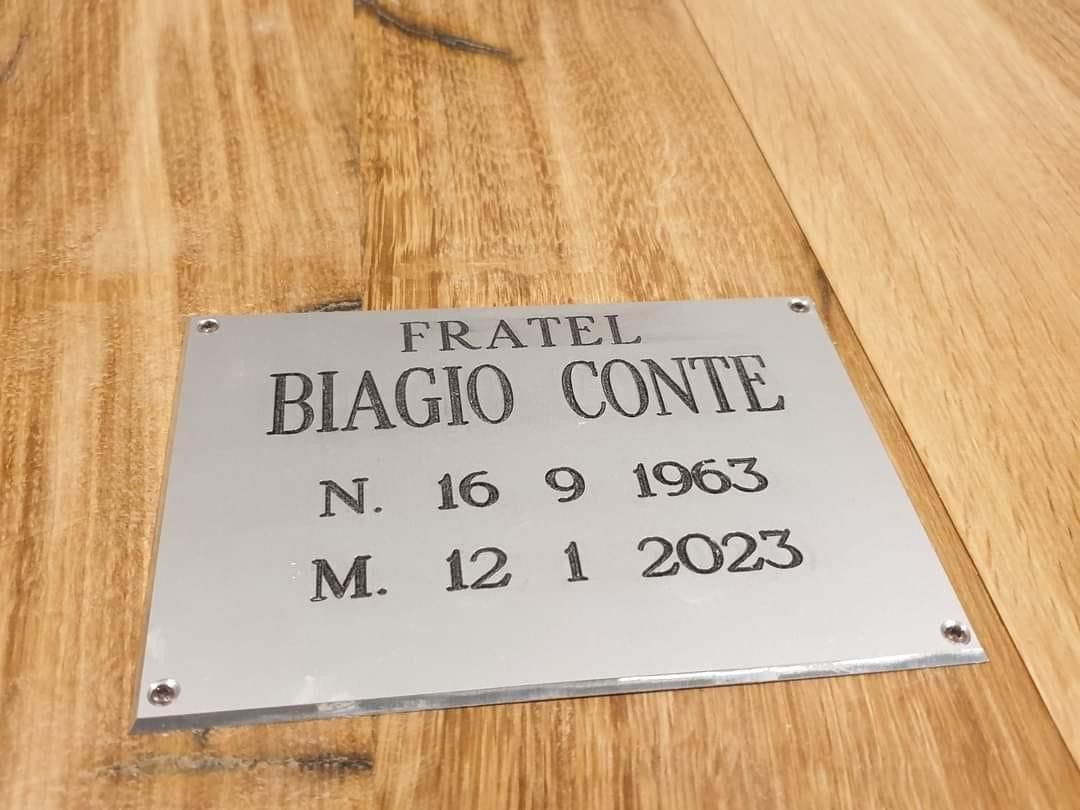 FRATEL
BIAGIO CONTE
N. 16 9 1963
M. 12 1 2023